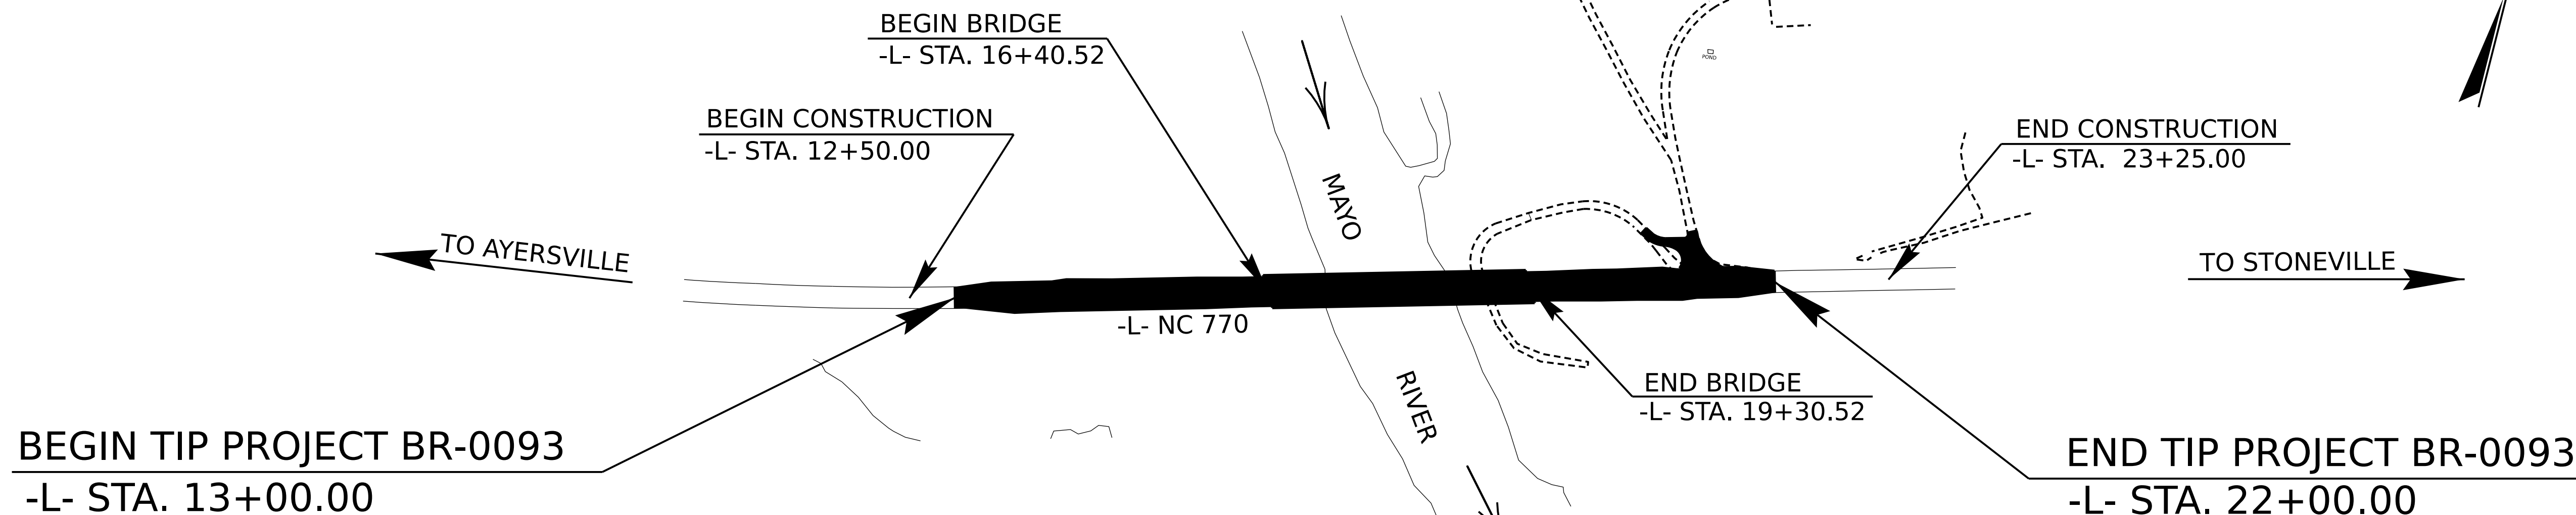 BEGIN BRIDGE
-L- STA. 16+40.52
POND
BEGIN CONSTRUCTION
-L- STA. 12+50.00
END CONSTRUCTION
-L- STA. 23+25.00
MAYO
TO AYERSVILLE
TO STONEVILLE
-L- NC 770
RIVER
END BRIDGE
-L- STA. 19+30.52
BEGIN TIP PROJECT BR-0093
-L- STA. 13+00.00
END TIP PROJECT BR-0093
-L- STA. 22+00.00